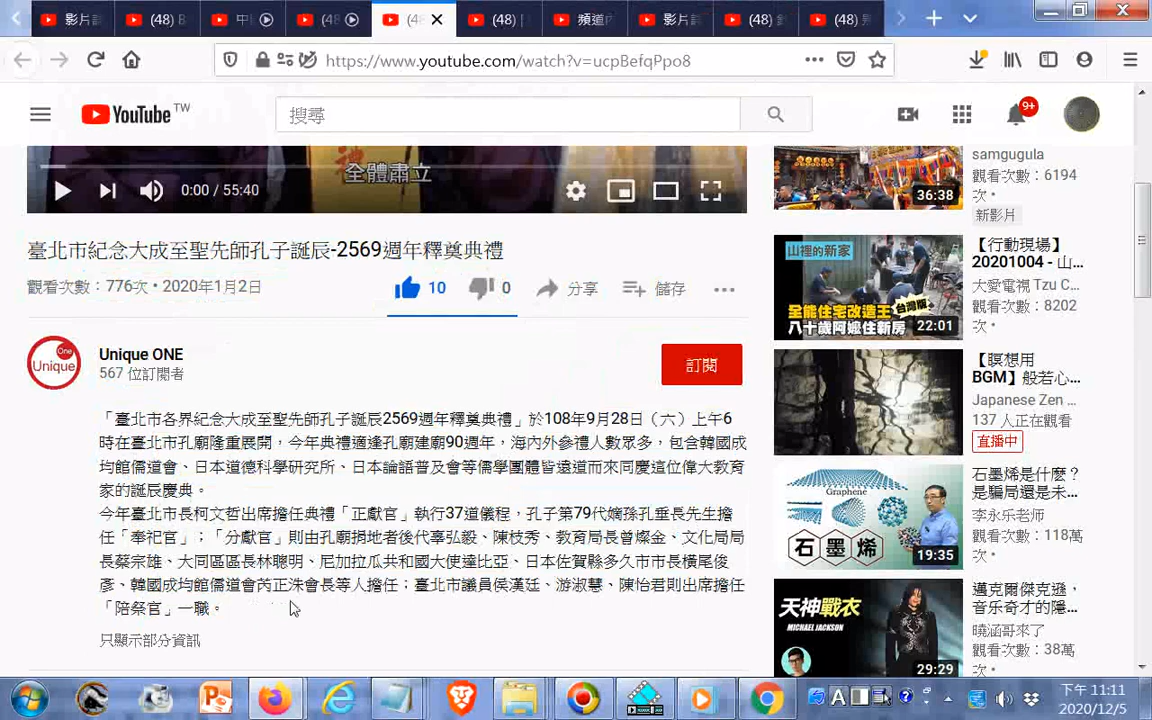 影片
(48) B
中
(48)
(4
(48)
頻道
影片
(48)
(48)
https://www.youtube.com/watch?v=ucpBefqPpo8
YouTube TW
搜尋
9+
全體肅立
0:00 / 55:40
臺北市紀念大成至聖先師孔子誕辰-2569週年釋奠典禮
觀看次數：776次 • 2020年1月2日
10
0
分享
儲存
Unique One
Unique ONE
567 位訂閱者
訂閱
「臺北市各界紀念大成至聖先師孔子誕辰2569週年釋奠典禮」於108年9月28日（六）上午6
時在臺北市孔廟隆重展開，今年典禮適逢孔廟建廟90週年，海內外參禮人數眾多，包含韓國成
均館儒道會、日本道德科學研究所、日本論語普及會等儒學團體皆遠道而來同慶這位偉大教育
家的誕辰慶典。
今年臺北市長柯文哲出席擔任典禮「正獻官」執行37道儀程，孔子第79代嫡孫孔垂長先生擔
任「奉祀官」；「分獻官」則由孔廟捐地者後代辜弘毅、陳枝秀、教育局長曾燦金、文化局局
長蔡宗雄、大同區區長林聰明、尼加拉瓜共和國大使達比亞、日本佐賀縣多久市市長橫尾俊
彥、韓國成均館儒道會芮正洙會長等人擔任；臺北市議員侯漢廷、游淑慧、陳怡君則出席擔任
「陪祭官」一職。
只顯示部分資訊
samgugula
觀看次數：6194
次 •
新影片
36:38
【行動現場】
20201004 - 山...
大愛電視 Tzu C...
觀看次數：8202
次 •
山裡的新家
全能住宅改造王 台灣版
八十歲阿嬤住新房
22:01
【瞑想用
BGM】般若心...
Japanese Zen ...
137 人正在觀看
直播中
石墨烯是什麼？
是騙局還是未...
李永乐老师
觀看次數：118萬
次 •
Graphene
石墨烯
19:35
邁克爾傑克遜，
音乐奇才的隱...
曉涵哥來了
觀看次數：38萬
次 •
天神戰衣
MICHAEL JACKSON
29:29
下午 11:11
2020/12/5